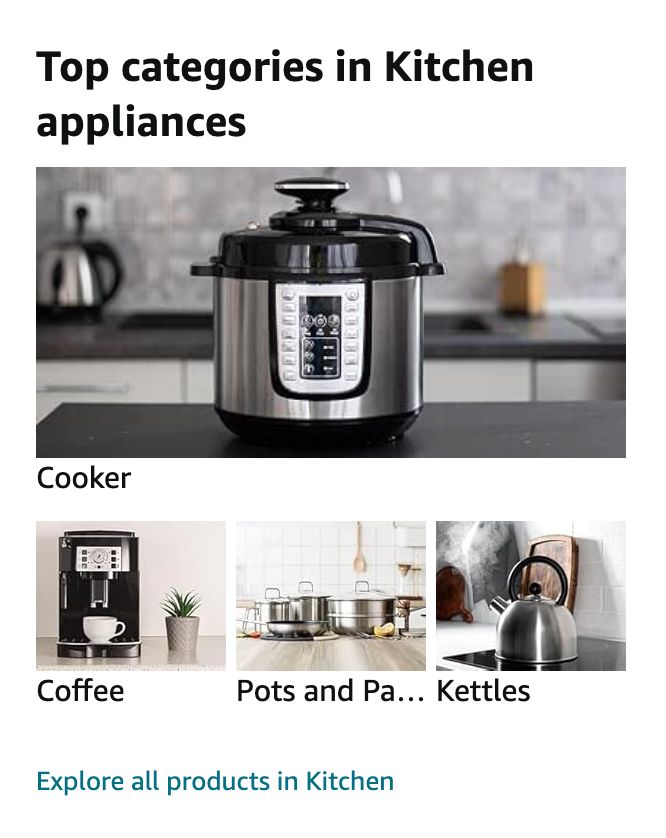 Top categories in Kitchen
appliances
Cooker
Coffee
Pots and Pa...
Kettles
Explore all products in Kitchen